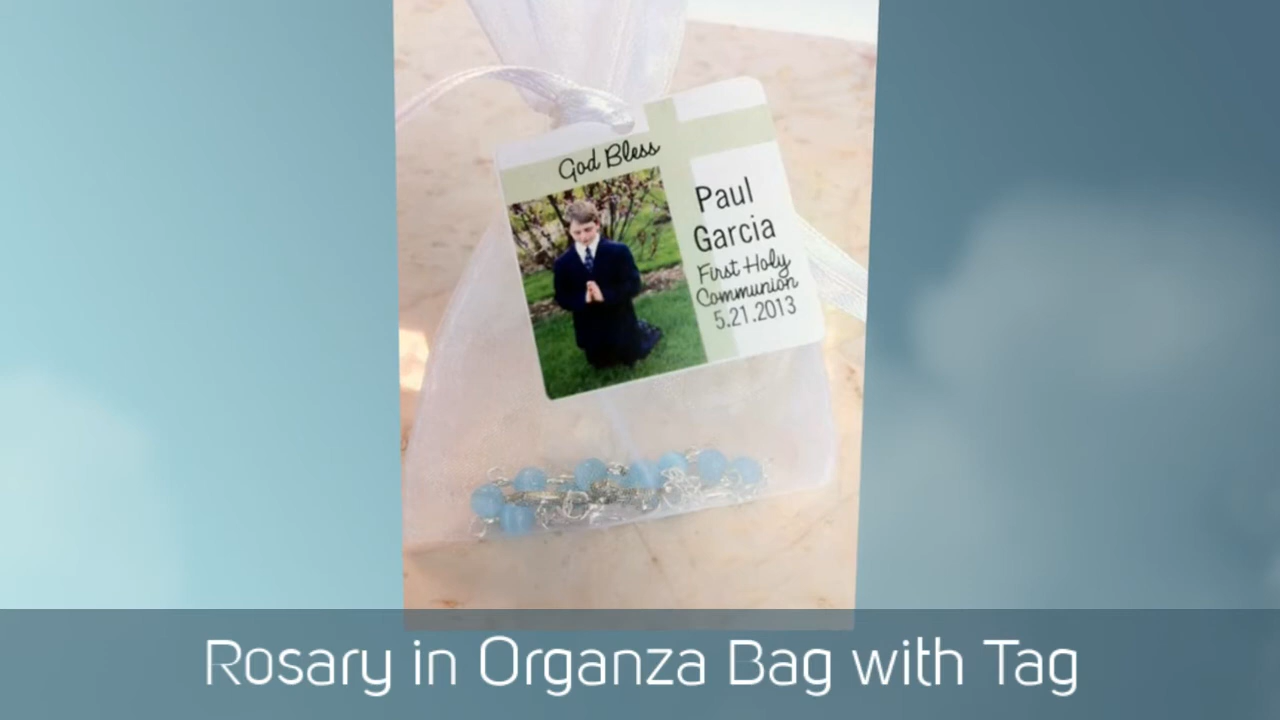 God Bless
Paul
Garcia
First Holy
Communion
5.21.2013
Rosary in Organza Bag with Tag